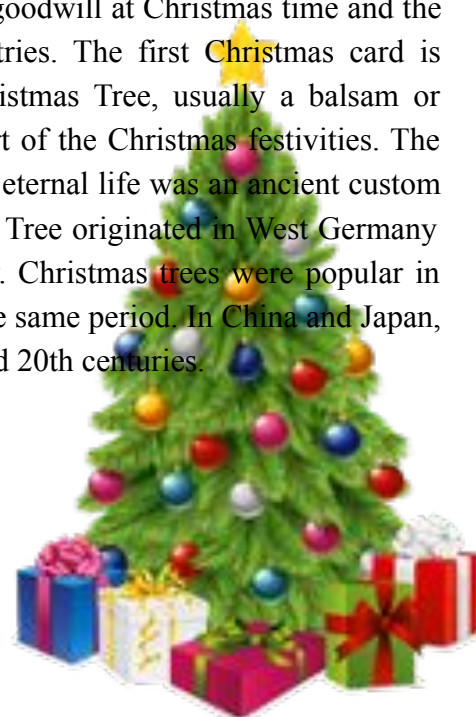 goodwill at Christmas time and the
tries. The first Christmas card is
istmas Tree, usually a balsam or
rt of the Christmas festivities. The
eternal life was an ancient custom
Tree originated in West Germany
. Christmas trees were popular in
e same period. In China and Japan,
d 20th centuries.